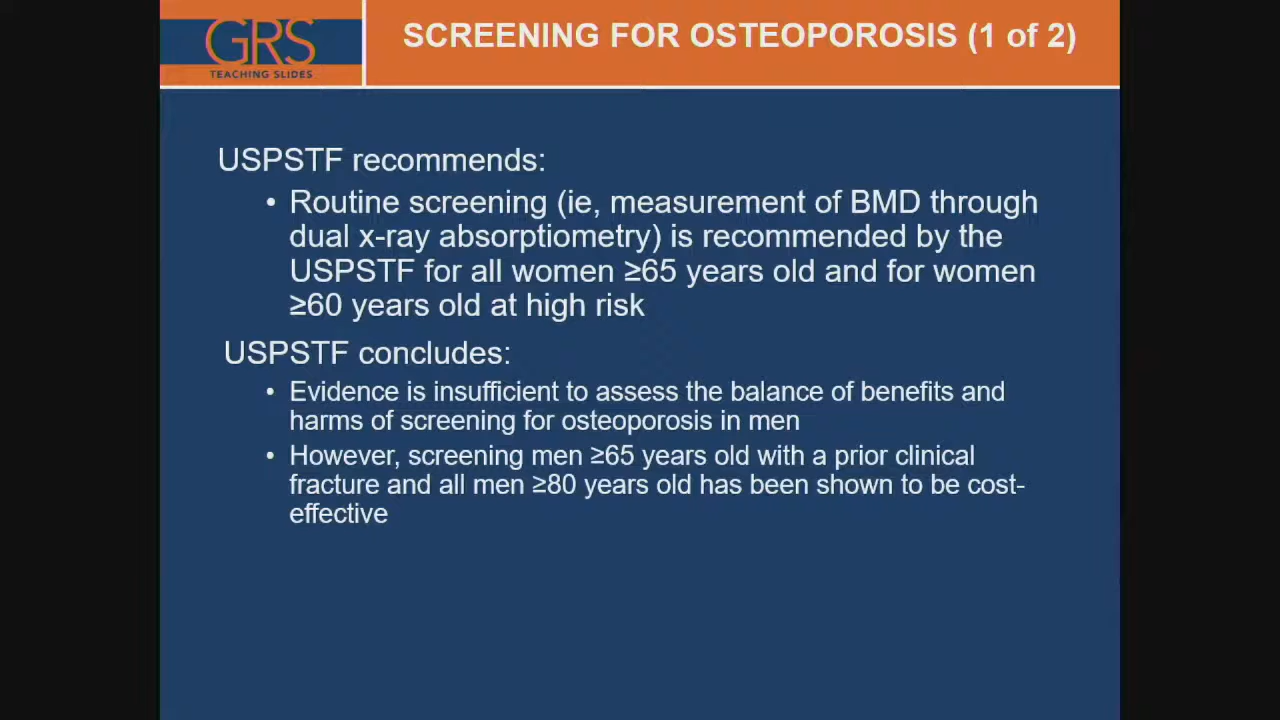 GRS
TEACHING SLIDES
SCREENING FOR OSTEOPOROSIS (1 of 2)
USPSTF recommends:
• Routine screening (ie, measurement of BMD through
dual x-ray absorptiometry) is recommended by the
USPSTF for all women ≥65 years old and for women
≥60 years old at high risk
USPSTF concludes:
• Evidence is insufficient to assess the balance of benefits and
harms of screening for osteoporosis in men
• However, screening men ≥65 years old with a prior clinical
fracture and all men ≥80 years old has been shown to be cost-
effective